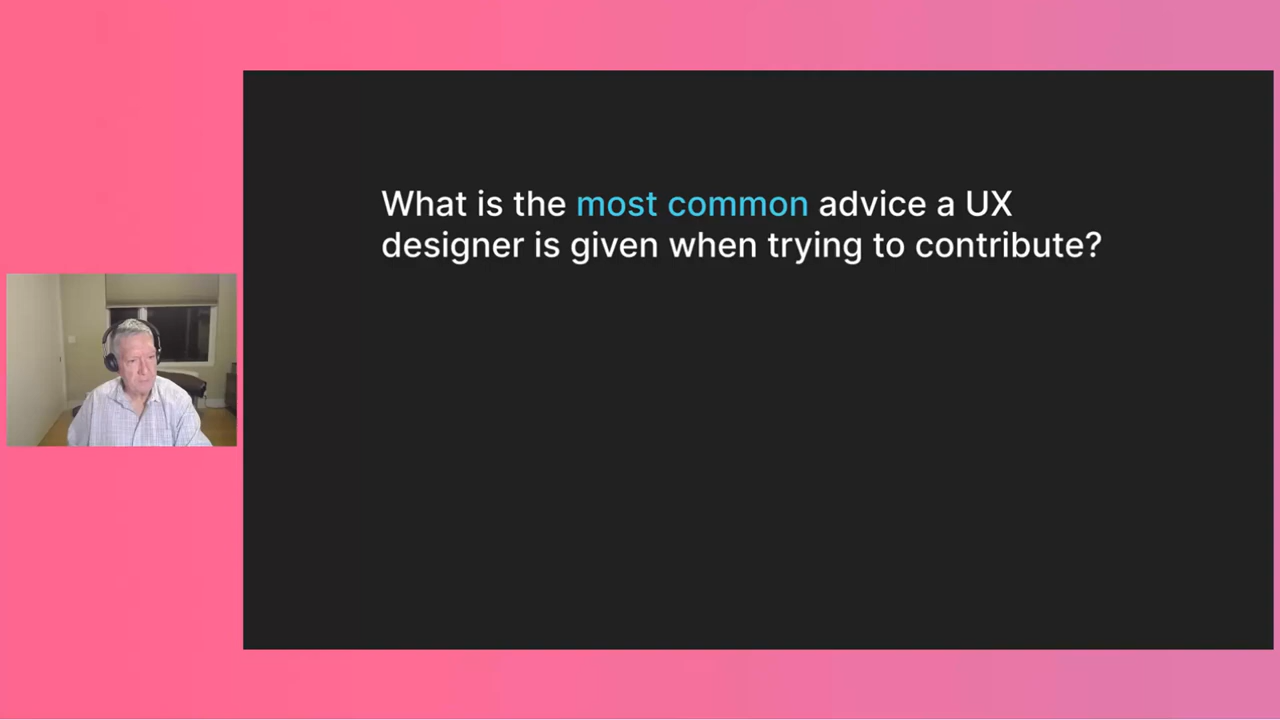 What is the most common advice a UX
designer is given when trying to contribute?